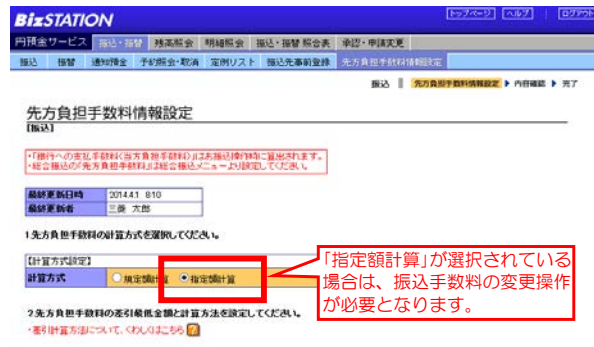 BizSTATION
トップページ ヘルプ ログアウト
円預金サービス 振込・振替 残高照会 明細照会 振込・振替 照合表 承認・申請変更
振込 振替 通知預金 予約照会・取消 定例リスト 振込先事前登録 先方負担手数料情報設定
振込 先方負担手数料情報設定 ▶ 内容確認 ▶ 完了
先方負担手数料情報設定
【振込】
・「銀行への支払手数料(当方負担手数料)」はお振込操作時に算出されます。
・総合振込の「先方負担手数料」は総合振込メニューより設定してください。
最終更新日時 2014.4.1 8:10
最終更新者 三菱 太郎
1.先方負担手数料の計算方式を選択してください。
【計算方式設定】
計算方式 規定額計算 指定額計算
「指定額計算」が選択されている
場合は、振込手数料の変更操作
が必要となります。
2.先方負担手数料の差引最低金額と計算方法を設定してください。
・差引計算方法について、くわしくはこちら ?